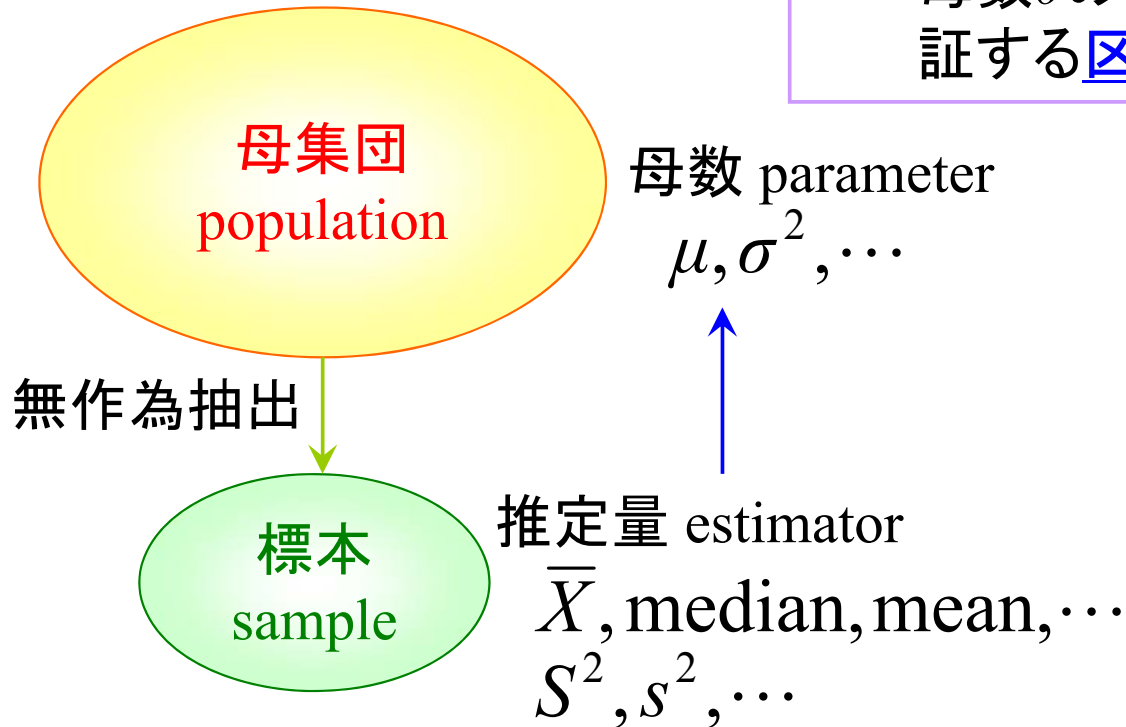 証する区
母集団
population
母数 parameter
μ, σ², …
無作為抽出
標本
sample
推定量 estimator
X̅, median, mean, …
S², s², …